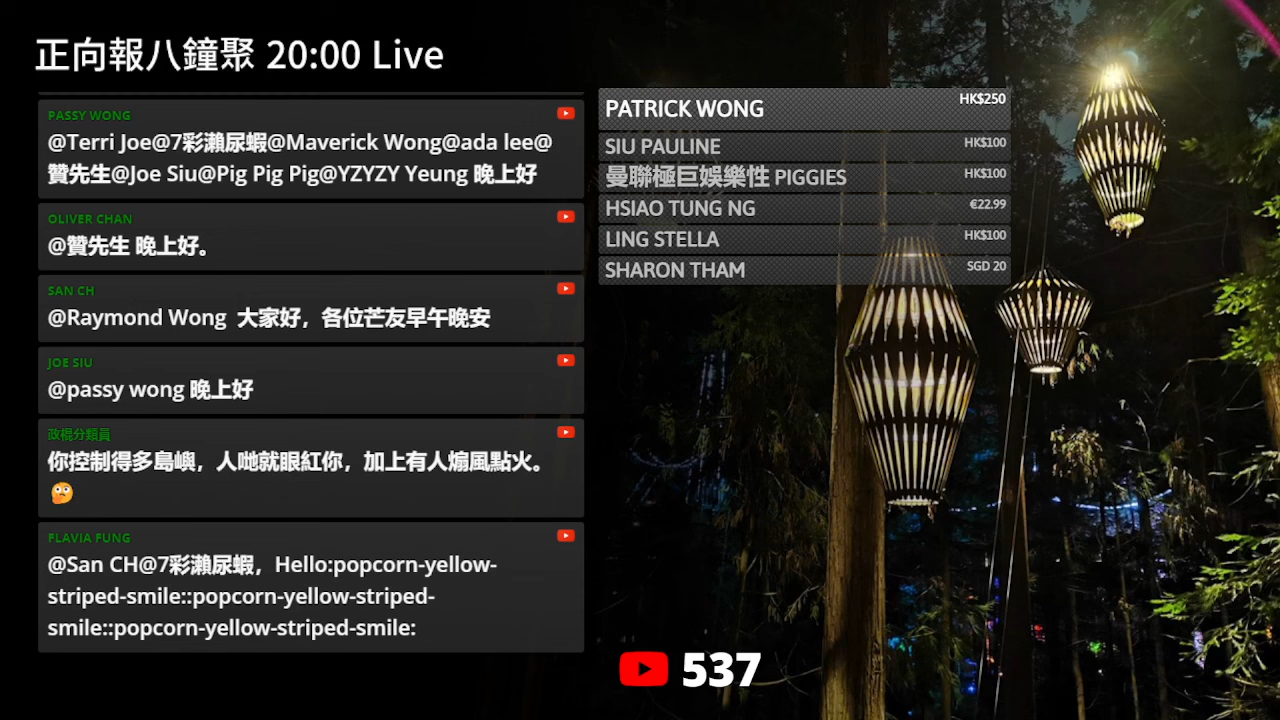 正向報八鐘聚 20:00 Live
PASSY WONG
@Terri Joe@7彩瀨尿蝦@Maverick Wong@ada lee@
贊先生@Joe Siu@Pig Pig Pig@YZYZY Yeung 晚上好
OLIVER CHAN
@贊先生 晚上好。
SAN CH
@Raymond Wong 大家好，各位芒友早午晚安
JOE SIU
@passy wong 晚上好
政棍分類員
你控制得多島嶼，人哋就眼紅你，加上有人煽風點火。
FLAVIA FUNG
@San CH@7彩瀨尿蝦，Hello:popcorn-yellow-
striped-smile::popcorn-yellow-striped-
smile::popcorn-yellow-striped-smile:
PATRICK WONG HK$250
SIU PAULINE HK$100
曼聯極巨娛樂性 PIGGIES HK$100
HSIAO TUNG NG €22.99
LING STELLA HK$100
SHARON THAM SGD 20
537